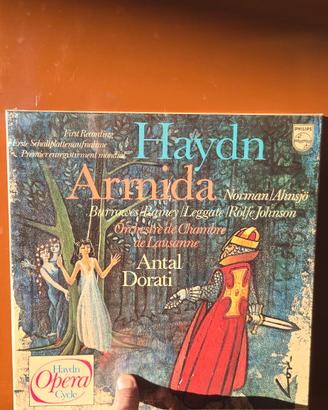 First Recording
Erste Schallplattenaufnahme
Premier enregistrement mondial
PHILIPS
Haydn
Armida
Norman/Ahnsjö
Burrowes/Ramey/Leggate/Rolfe Johnson
Orchestre de Chambre
de Lausanne
Antal
Dorati
Haydn
Opera
Cycle